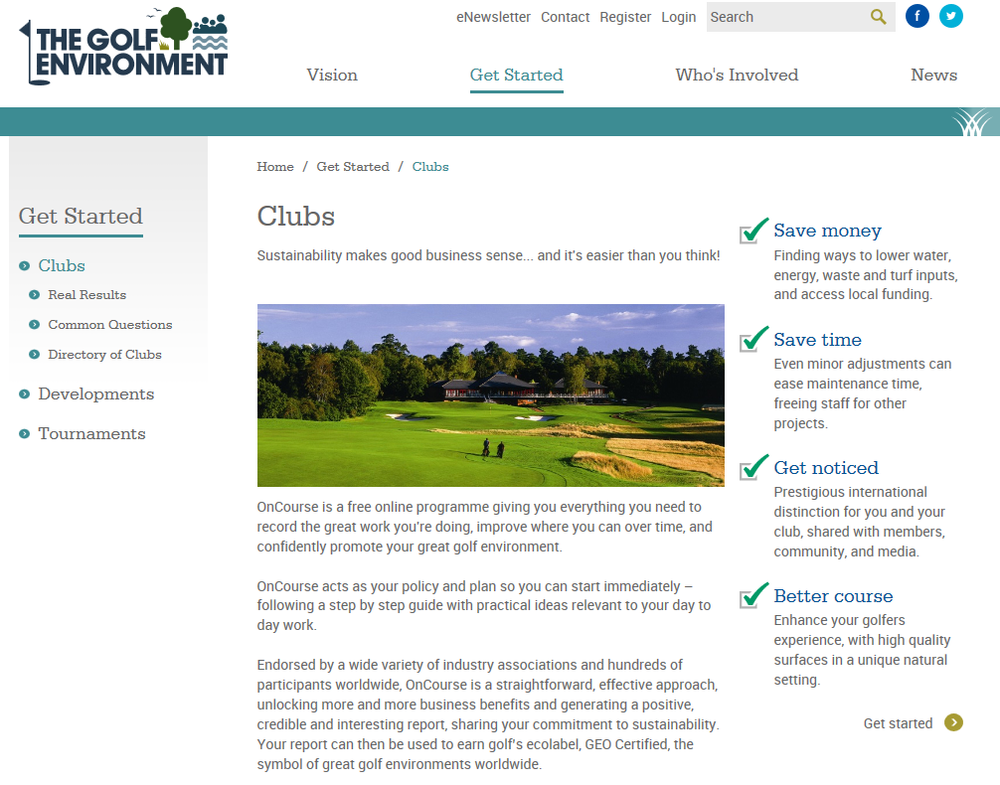 THE GOLF
ENVIRONMENT
eNewsletter Contact Register Login Search
Vision Get Started Who's Involved News
Home / Get Started / Clubs
Get Started
Clubs
Real Results
Common Questions
Directory of Clubs
Developments
Tournaments
Clubs
Sustainability makes good business sense... and it's easier than you think!
OnCourse is a free online programme giving you everything you need to
record the great work you're doing, improve where you can over time, and
confidently promote your great golf environment.
OnCourse acts as your policy and plan so you can start immediately –
following a step by step guide with practical ideas relevant to your day to
day work.
Endorsed by a wide variety of industry associations and hundreds of
participants worldwide, OnCourse is a straightforward, effective approach,
unlocking more and more business benefits and generating a positive,
credible and interesting report, sharing your commitment to sustainability.
Your report can then be used to earn golf's ecolabel, GEO Certified, the
symbol of great golf environments worldwide.
Save money
Finding ways to lower water,
energy, waste and turf inputs,
and access local funding.
Save time
Even minor adjustments can
ease maintenance time,
freeing staff for other
projects.
Get noticed
Prestigious international
distinction for you and your
club, shared with members,
community, and media.
Better course
Enhance your golfers
experience, with high quality
surfaces in a unique natural
setting.
Get started